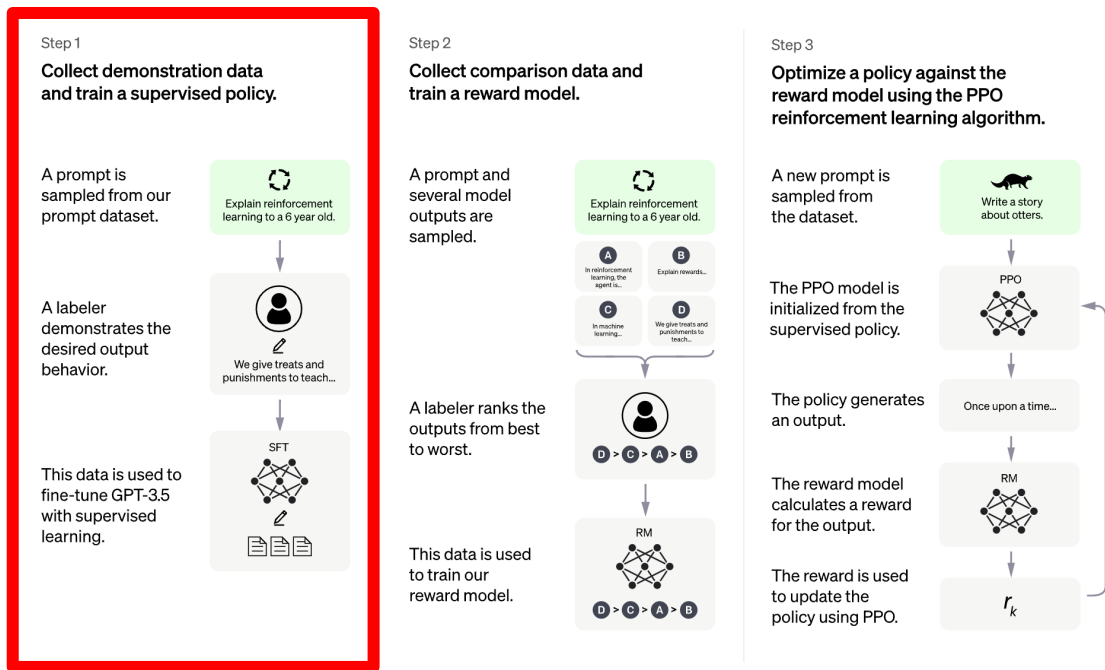 Step 1
Collect demonstration data
and train a supervised policy.
A prompt is
sampled from our
prompt dataset.
Explain reinforcement
learning to a 6 year old.
A labeler
demonstrates the
desired output
behavior.
We give treats and
punishments to teach...
This data is used to
fine-tune GPT-3.5
with supervised
learning.
SFT
Step 2
Collect comparison data and
train a reward model.
A prompt and
several model
outputs are
sampled.
Explain reinforcement
learning to a 6 year old.
A
In reinforcement
learning, the
agent is...
B
Explain rewards...
C
In machine
learning...
D
We give treats and
punishments to
teach...
A labeler ranks the
outputs from best
to worst.
D > C > A > B
This data is used
to train our
reward model.
RM
D > C > A > B
Step 3
Optimize a policy against the
reward model using the PPO
reinforcement learning algorithm.
A new prompt is
sampled from
the dataset.
Write a story
about otters.
The PPO model is
initialized from the
supervised policy.
PPO
The policy generates
an output.
Once upon a time...
The reward model
calculates a reward
for the output.
RM
The reward is used
to update the
policy using PPO.
rₖ